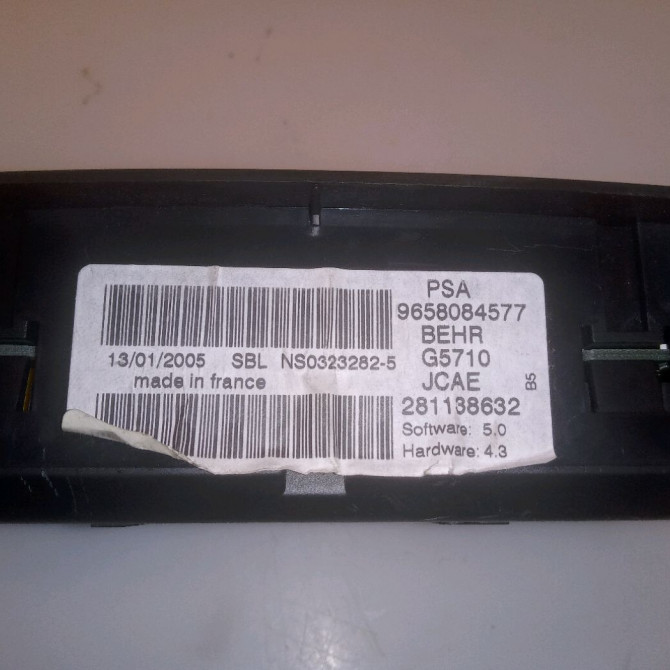 PSA
9658084577
BEHR
13/01/2005 SBL NS0323282-5
G5710
made in france
JCAE
B5
281138632
Software: 5.0
Hardware: 4.3